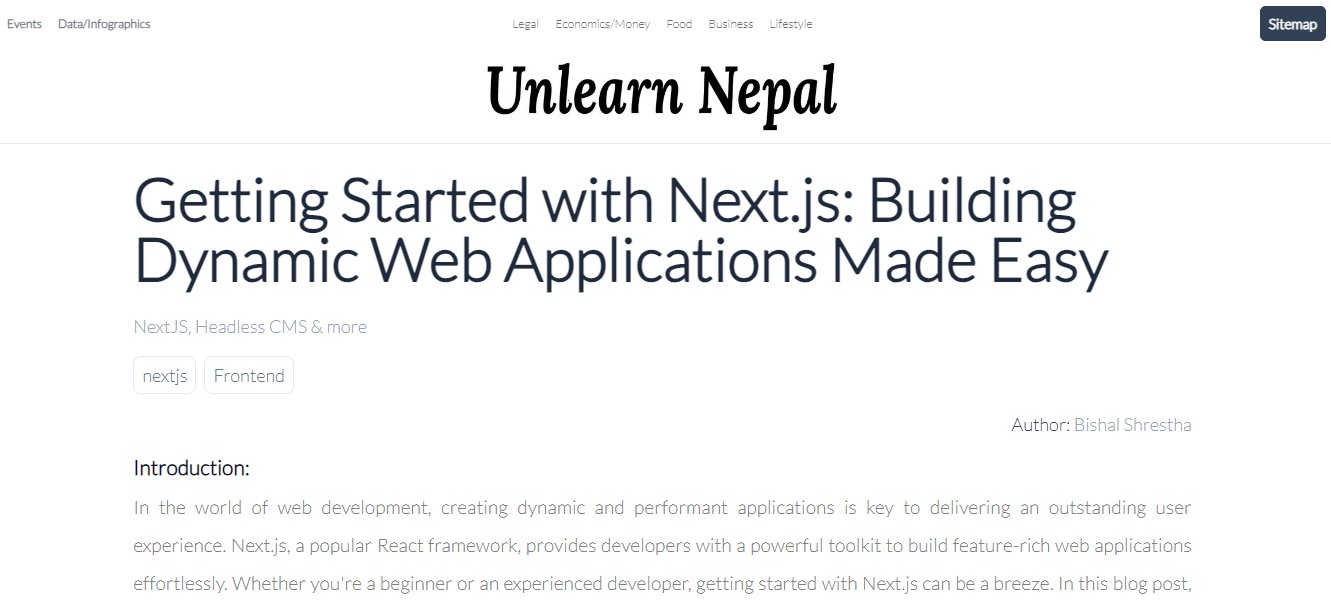 Events Data/Infographics Legal Economics/Money Food Business Lifestyle Sitemap
Unlearn Nepal
Getting Started with Next.js: Building
Dynamic Web Applications Made Easy
NextJS, Headless CMS & more
nextjs Frontend
Author: Bishal Shrestha
Introduction:
In the world of web development, creating dynamic and performant applications is key to delivering an outstanding user
experience. Next.js, a popular React framework, provides developers with a powerful toolkit to build feature-rich web applications
effortlessly. Whether you're a beginner or an experienced developer, getting started with Next.js can be a breeze. In this blog post,